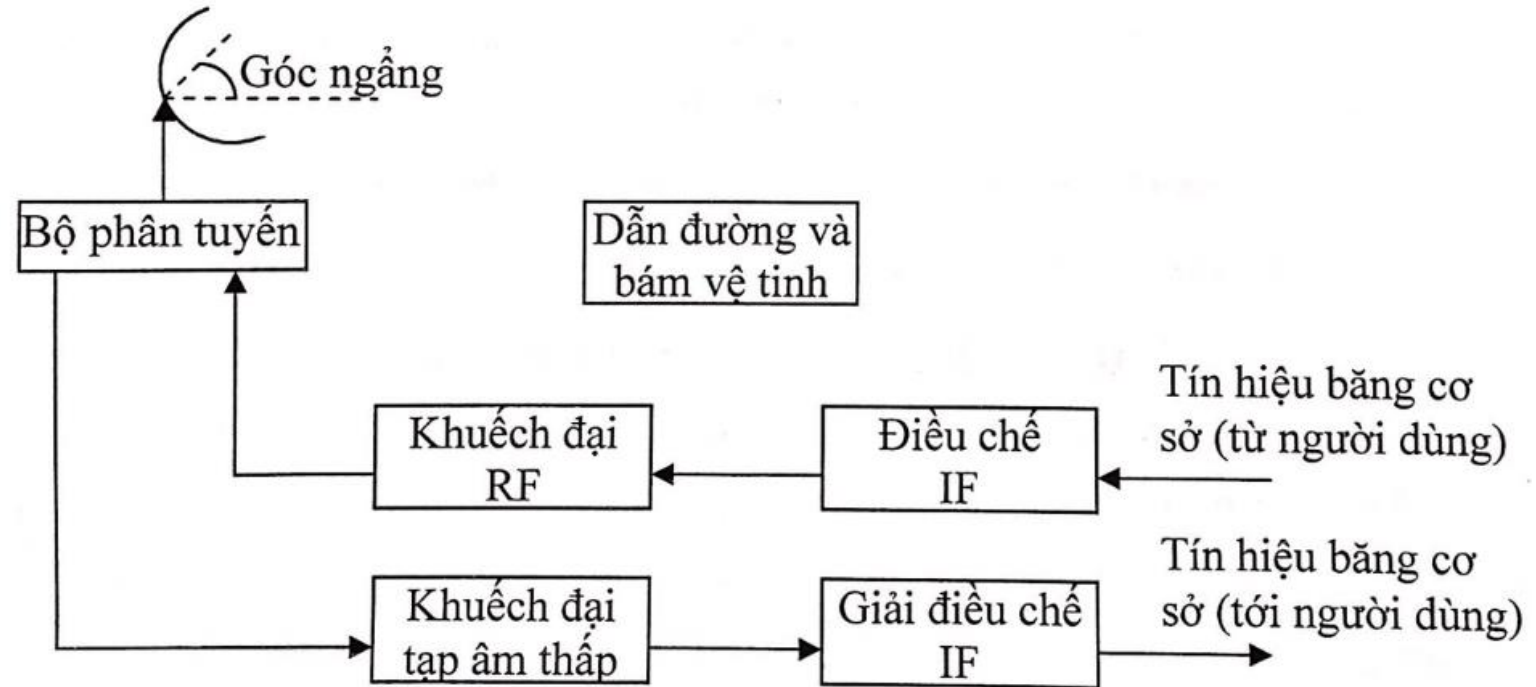 Góc ngẩng
Bộ phân tuyến
Dẫn đường và
bám vệ tinh
Khuếch đại
RF
Điều chế
IF
Tín hiệu băng cơ
sở (từ người dùng)
Khuếch đại
tạp âm thấp
Giải điều chế
IF
Tín hiệu băng cơ
sở (tới người dùng)